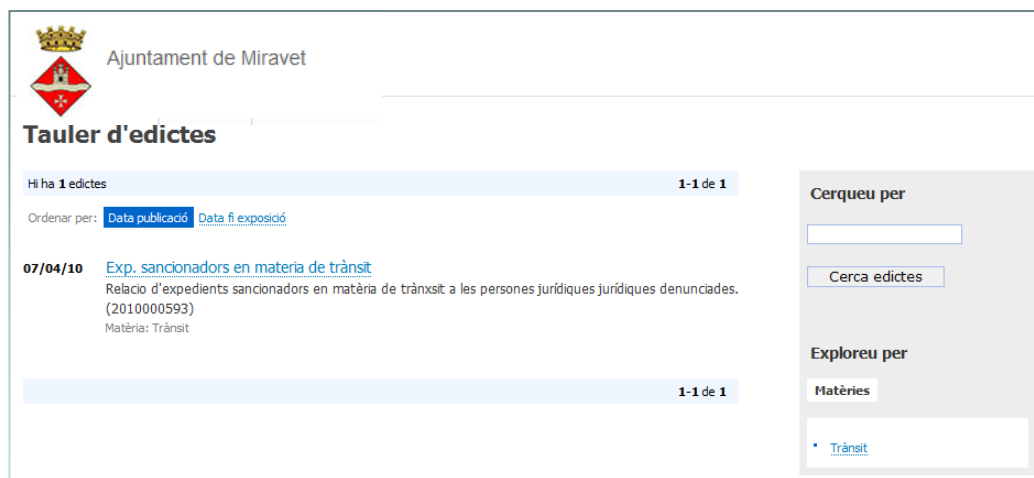 Ajuntament de Miravet
Tauler d'edictes
Hi ha 1 edictes
1-1 de 1
Ordenar per: Data publicació Data fi exposició
07/04/10 Exp. sancionadors en materia de trànsit
Relacio d'expedients sancionadors en matèria de trànxsit a les persones jurídiques jurídiques denunciades.
(2010000593)
Matèria: Trànsit
1-1 de 1
Cerqueu per
Cerca edictes
Exploreu per
Matèries
Trànsit